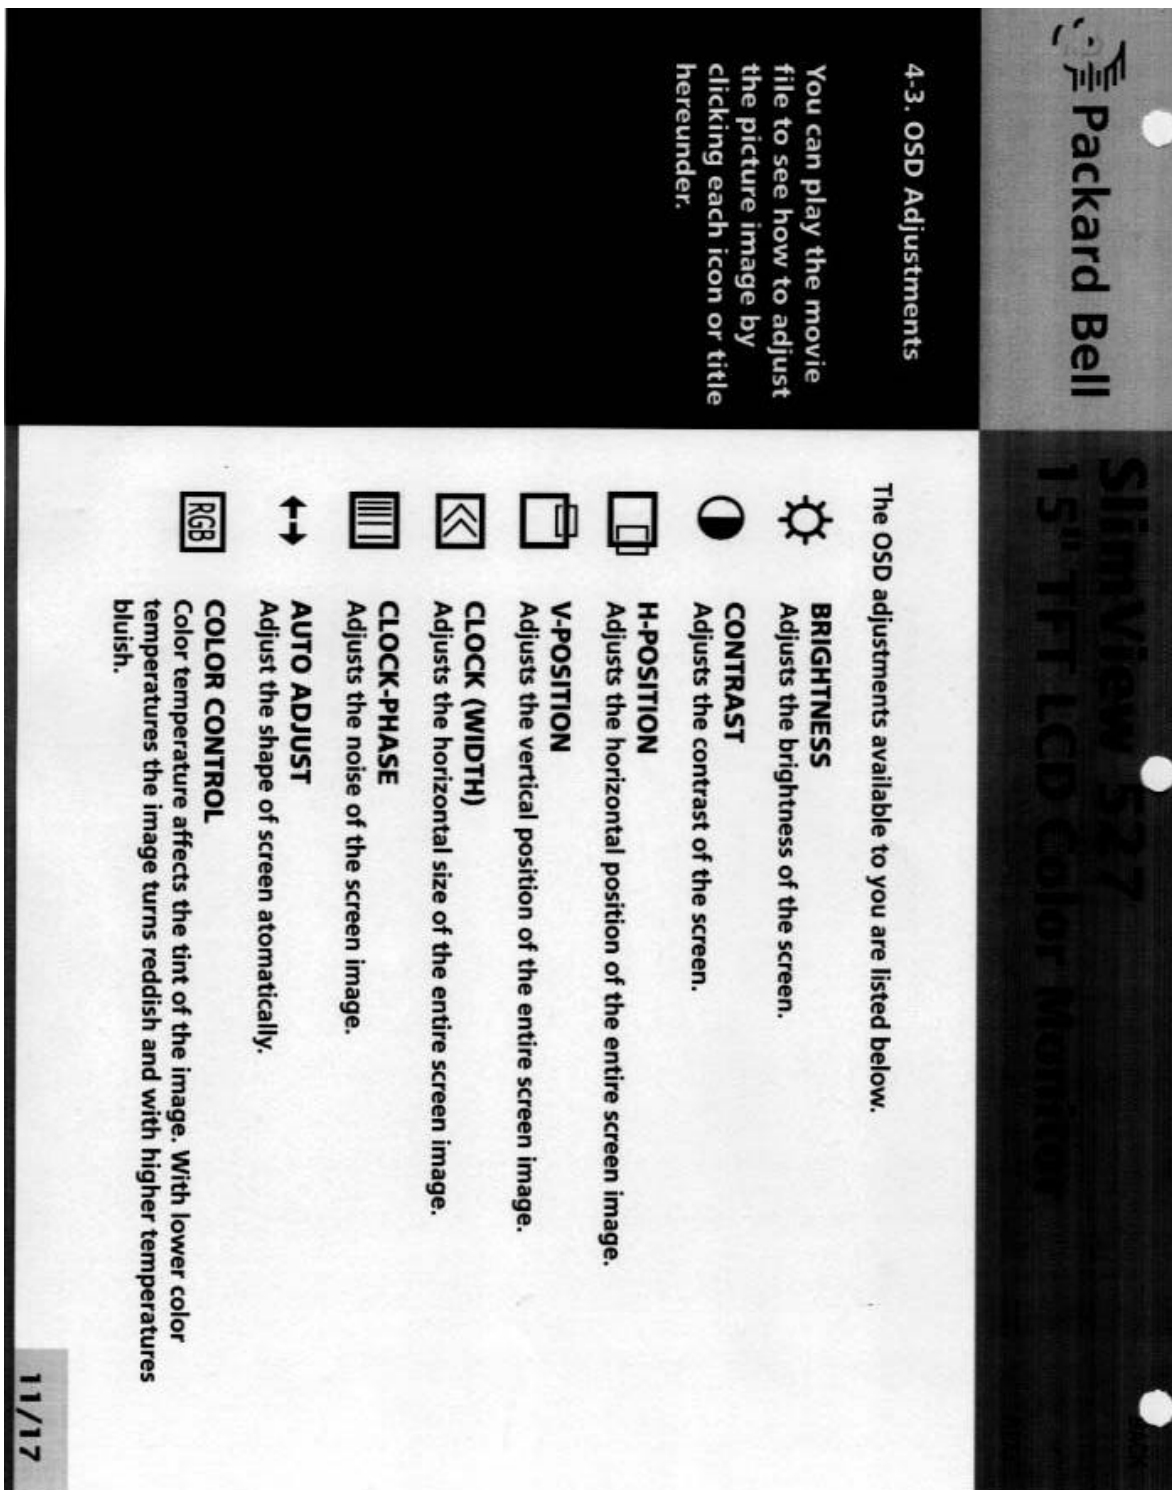 Packard Bell
SlimView 527
15" TFT LCD Color Monitor
4-3. OSD Adjustments
You can play the movie
file to see how to adjust
the picture image by
clicking each icon or title
hereunder.
The OSD adjustments available to you are listed below.
BRIGHTNESS
Adjusts the brightness of the screen.
CONTRAST
Adjusts the contrast of the screen.
H-POSITION
Adjusts the horizontal position of the entire screen image.
V-POSITION
Adjusts the vertical position of the entire screen image.
CLOCK (WIDTH)
Adjusts the horizontal size of the entire screen image.
CLOCK-PHASE
Adjusts the noise of the screen image.
AUTO ADJUST
Adjust the shape of screen atomatically.
RGB
COLOR CONTROL
Color temperature affects the tint of the image. With lower color
temperatures the image turns reddish and with higher temperatures
bluish.
11/17